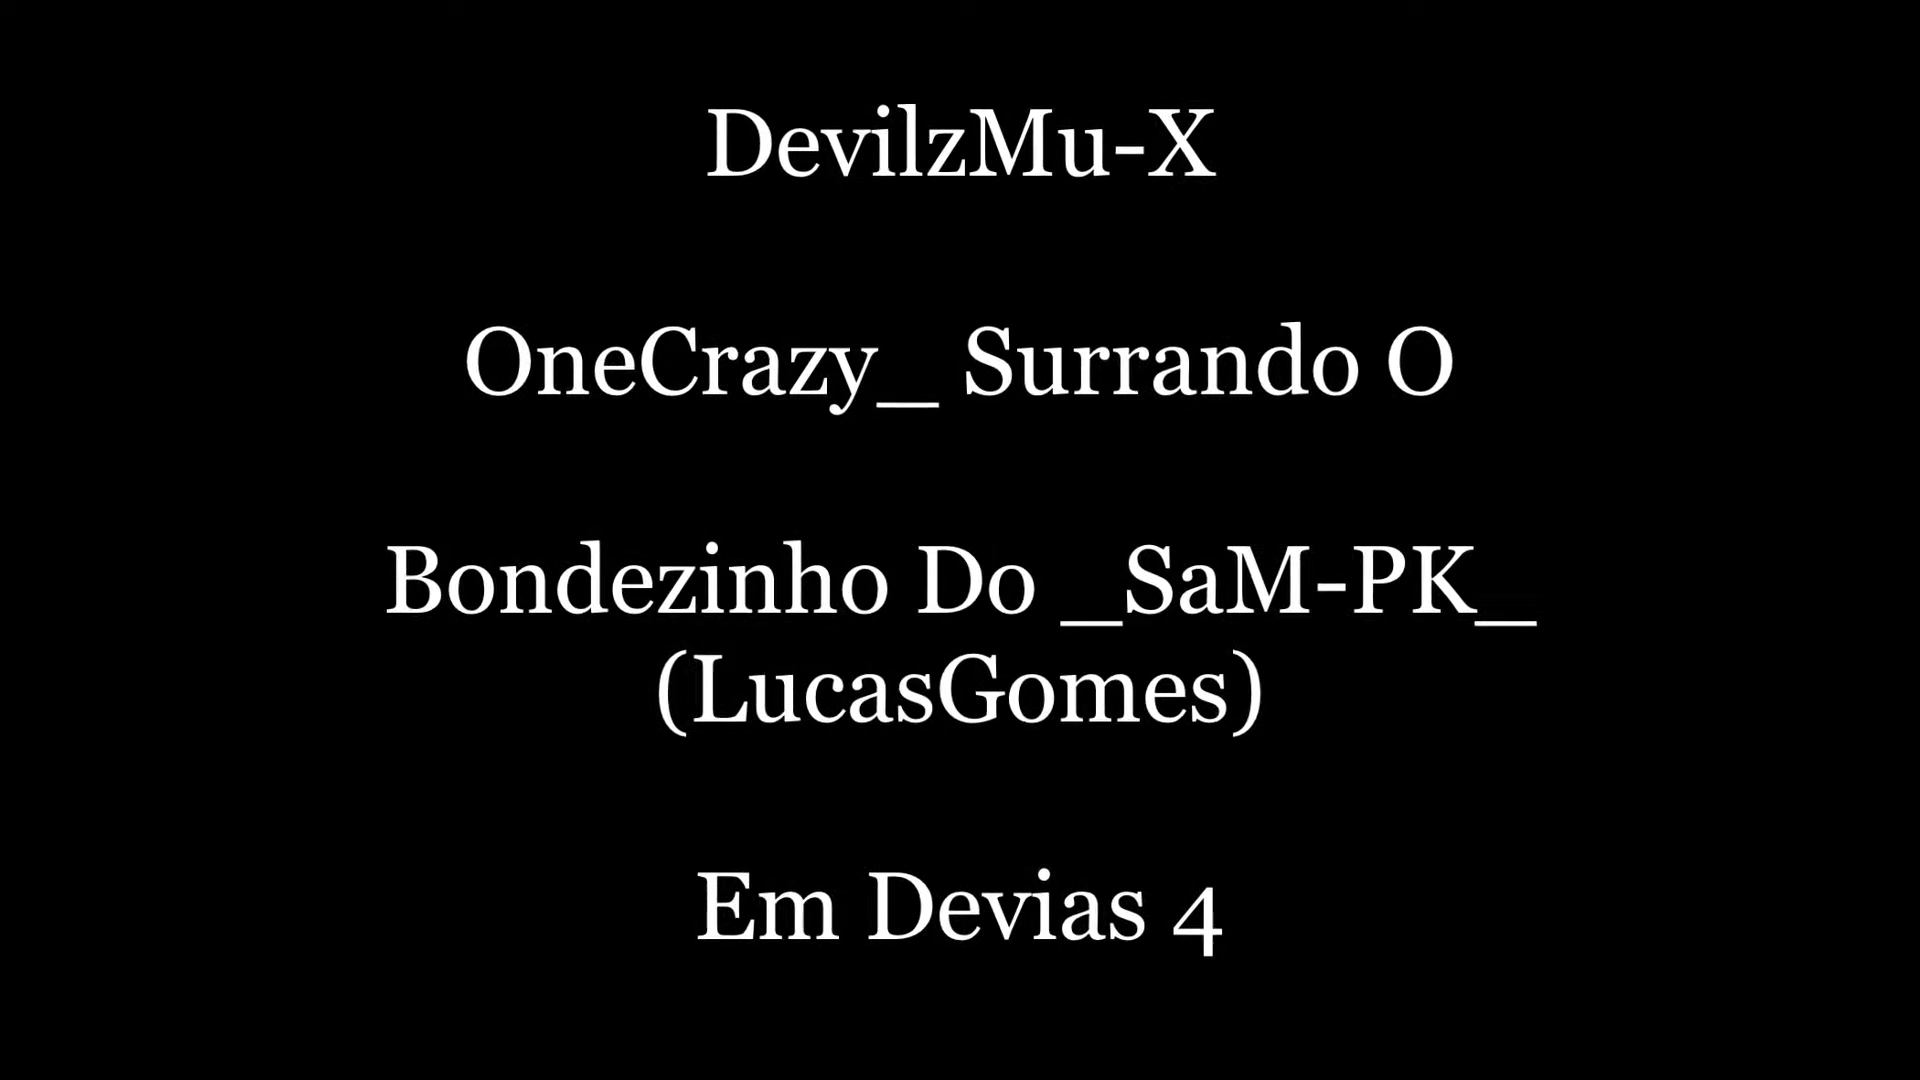 DevilzMu-X
OneCrazy_ Surrando O
Bondezinho Do _SaM-PK_
(LucasGomes)
Em Devias 4